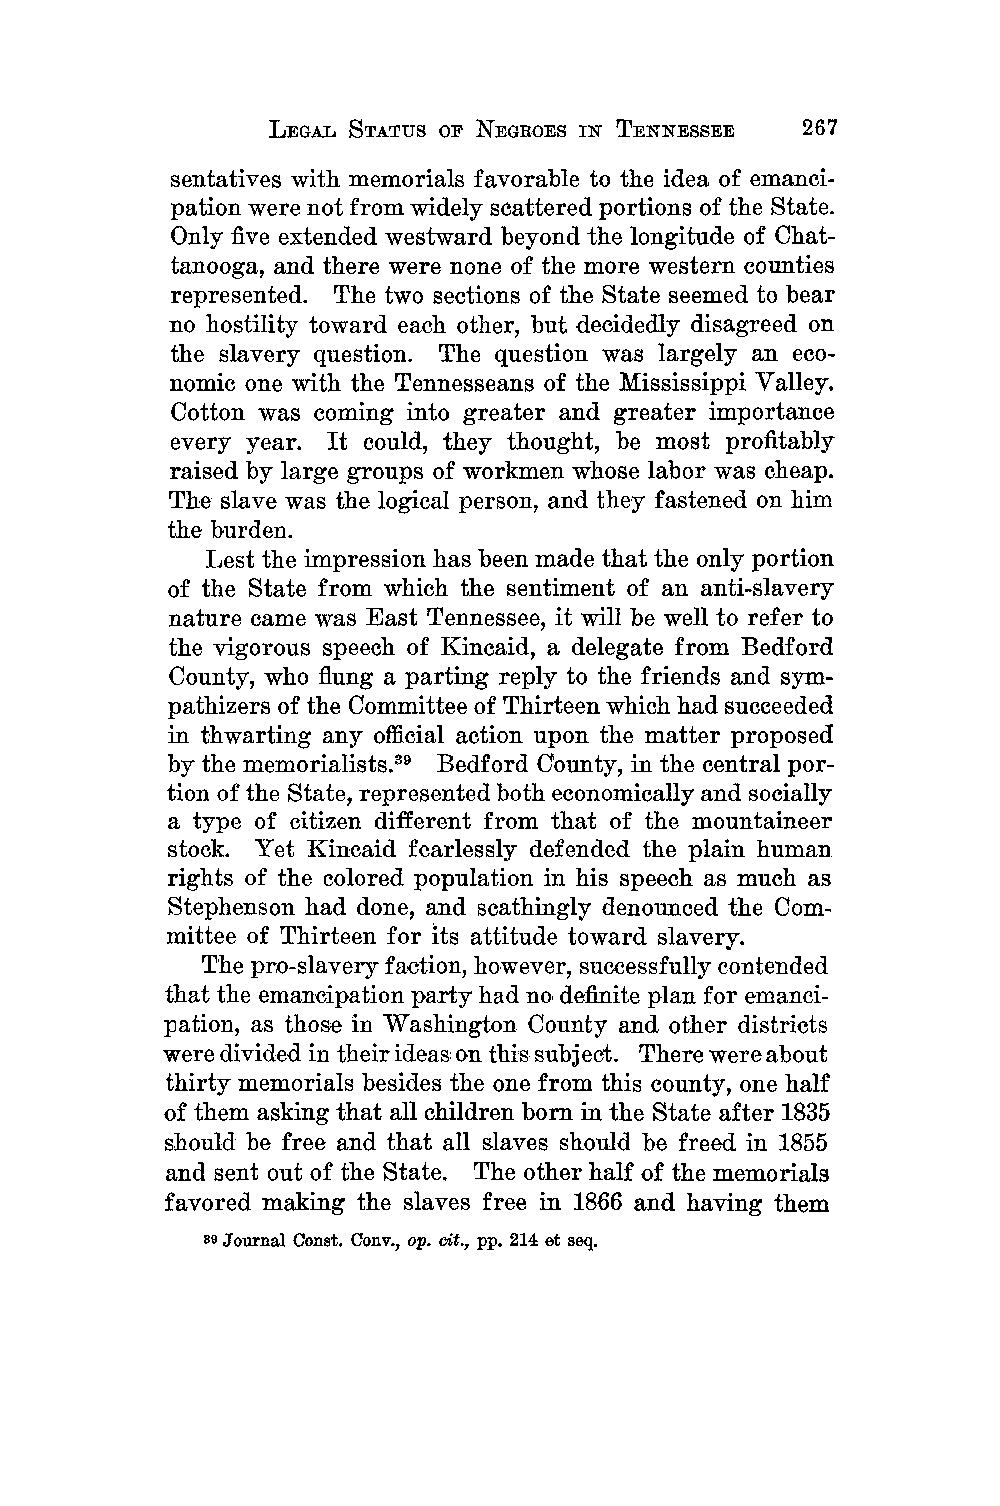 LEGAL STATUS OF NEGROES IN TENNESSEE 267
sentatives with memorials favorable to the idea of emanci-
pation were not from widely scattered portions of the State.
Only five extended westward beyond the longitude of Chat-
tanooga, and there were none of the more western counties
represented. The two sections of the State seemed to bear
no hostility toward each other, but decidedly disagreed on
the slavery question. The question was largely an eco-
nomic one with the Tennesseans of the Mississippi Valley.
Cotton was coming into greater and greater importance
every year. It could, they thought, be most profitably
raised by large groups of workmen whose labor was cheap.
The slave was the logical person, and they fastened on him
the burden.
Lest the impression has been made that the only portion
of the State from which the sentiment of an anti-slavery
nature came was East Tennessee, it will be well to refer to
the vigorous speech of Kincaid, a delegate from Bedford
County, who flung a parting reply to the friends and sym-
pathizers of the Committee of Thirteen which had succeeded
in thwarting any official action upon the matter proposed
by the memorialists.³⁹ Bedford County, in the central por-
tion of the State, represented both economically and socially
a type of citizen different from that of the mountaineer
stock. Yet Kincaid fearlessly defended the plain human
rights of the colored population in his speech as much as
Stephenson had done, and scathingly denounced the Com-
mittee of Thirteen for its attitude toward slavery.
The pro-slavery faction, however, successfully contended
that the emancipation party had no definite plan for emanci-
pation, as those in Washington County and other districts
were divided in their ideas on this subject. There were about
thirty memorials besides the one from this county, one half
of them asking that all children born in the State after 1835
should be free and that all slaves should be freed in 1855
and sent out of the State. The other half of the memorials
favored making the slaves free in 1866 and having them
³⁹ Journal Const. Conv., op. cit., pp. 214 et seq.